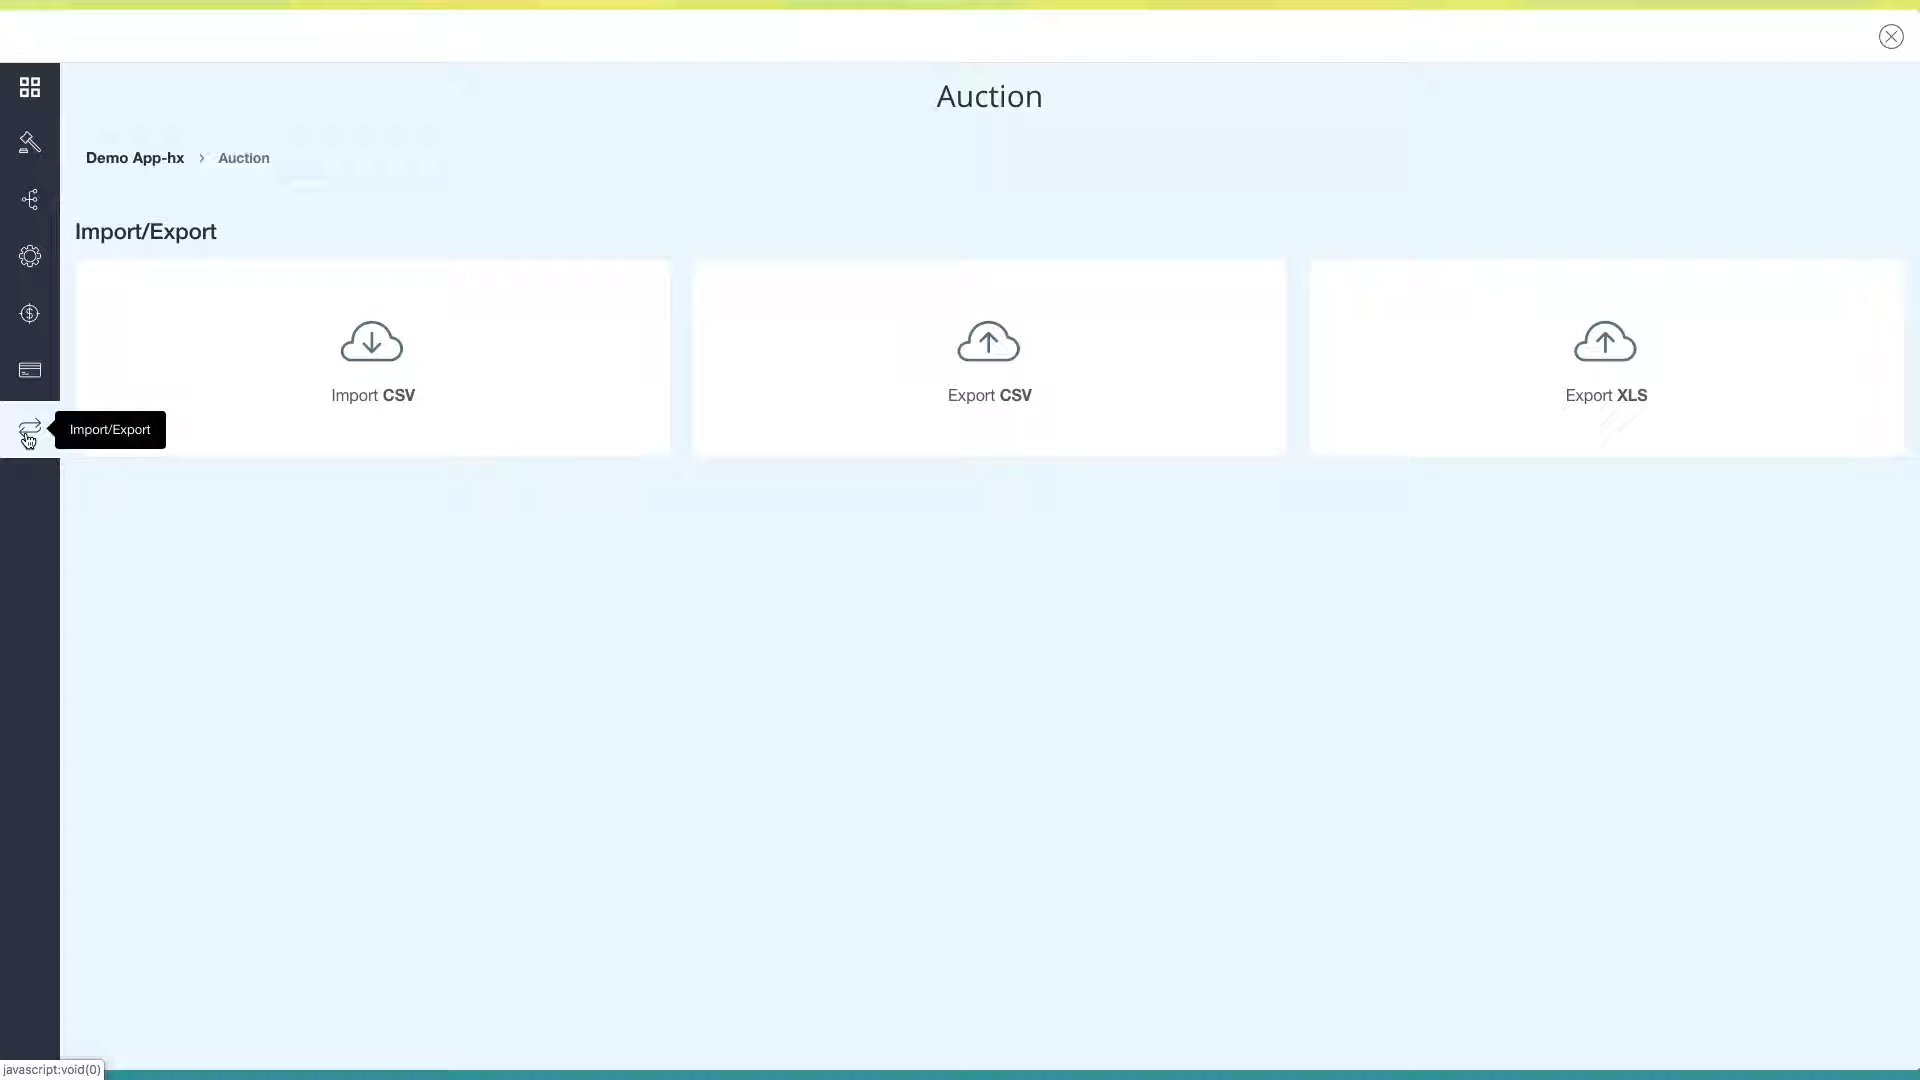 Auction
Demo App-hx > Auction
Import/Export
Import CSV
Export CSV
Export XLS
Import/Export
javascript:void(0)